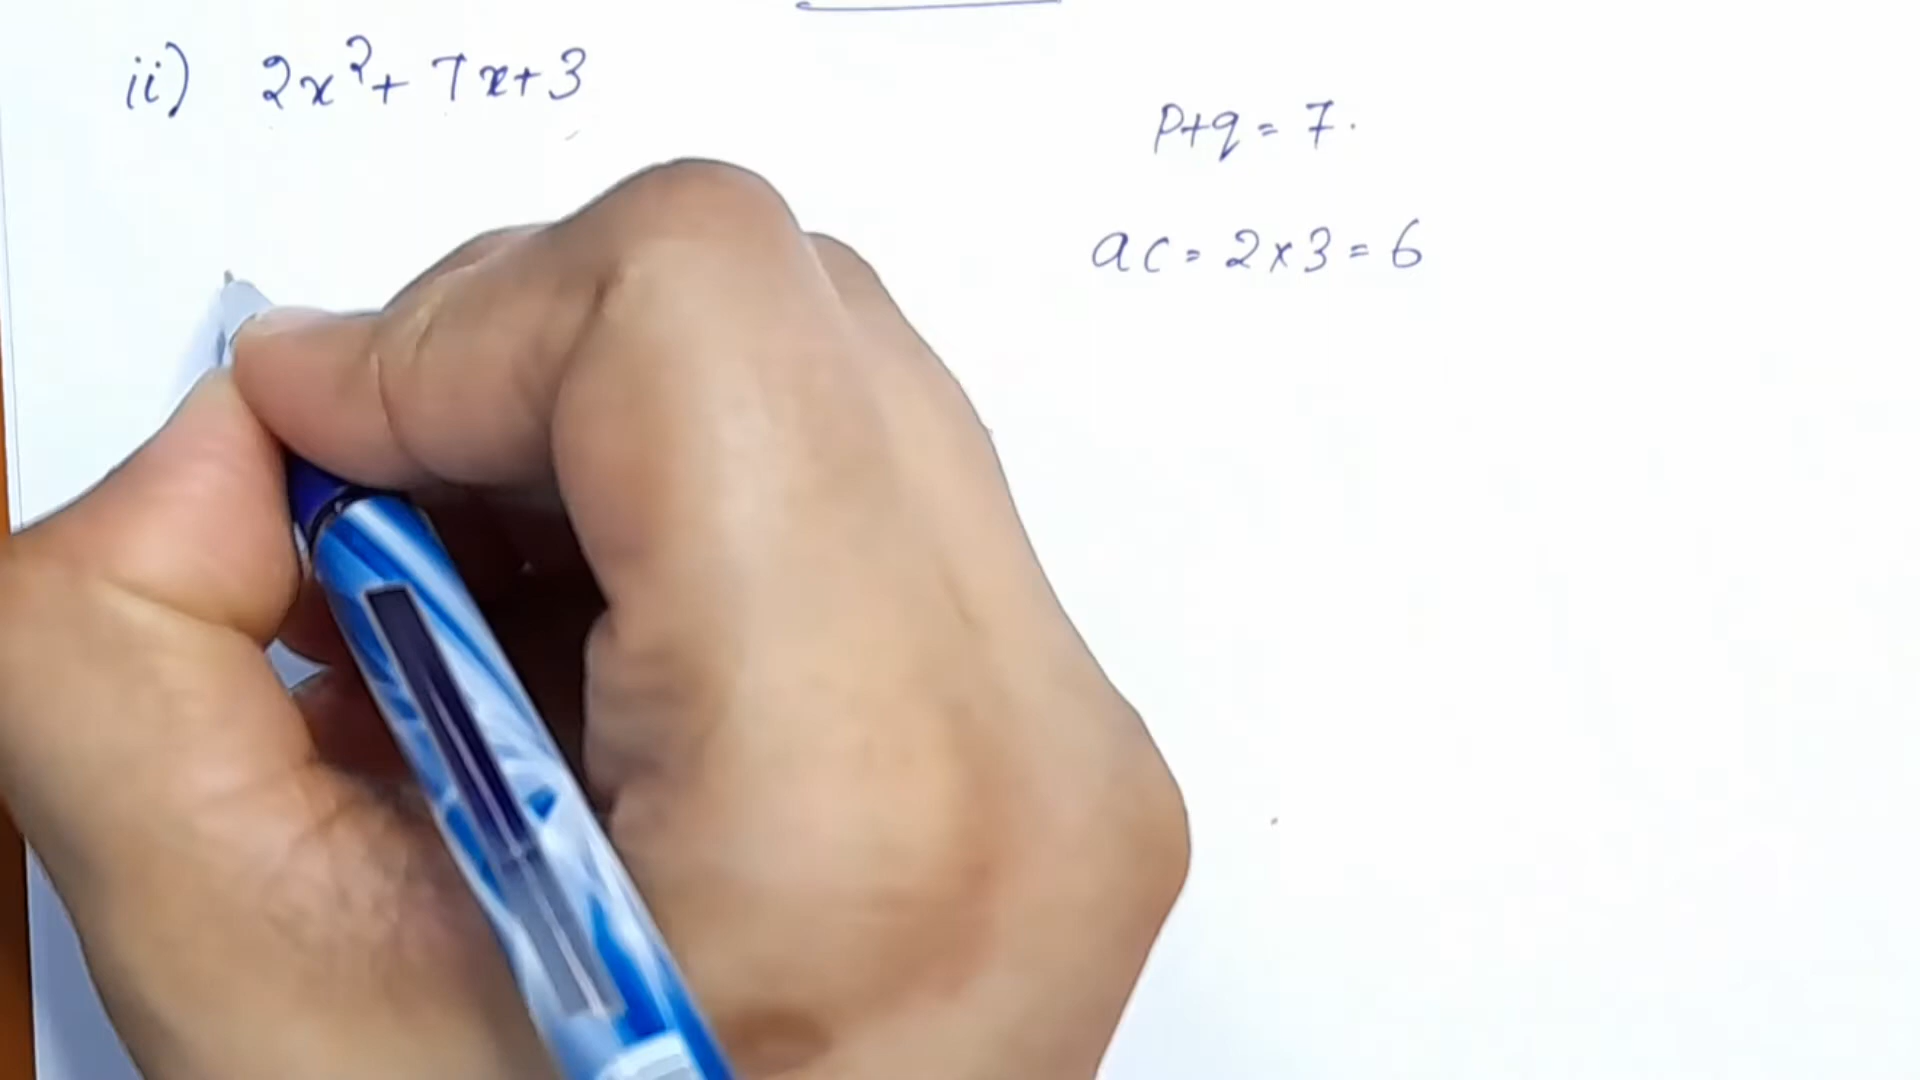 ii) 2x²+ 7x+3
p+q = 7.
ac = 2×3 = 6